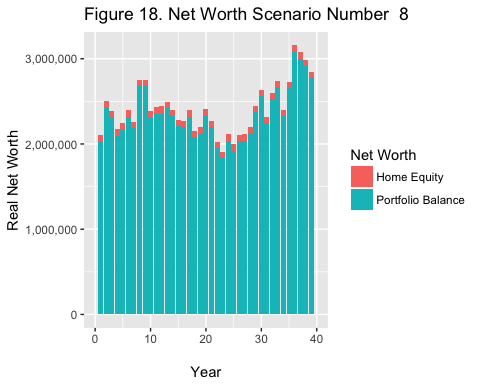 Figure 18. Net Worth Scenario Number  8
3,000,000
2,000,000
1,000,000
0
Real Net Worth
0 10 20 30 40
Year
Net Worth
Home Equity
Portfolio Balance